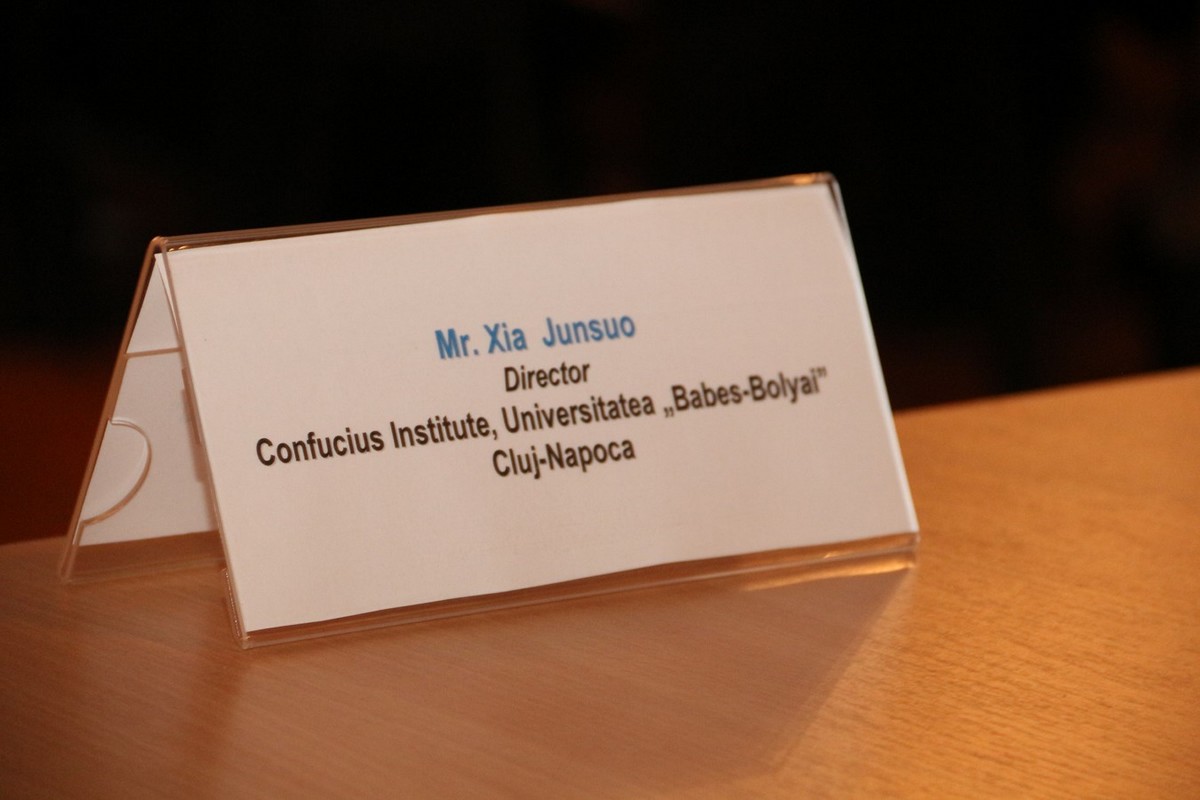 Mr. Xia Junsuo
Director
Confucius Institute, Universitatea „Babes-Bolyai”
Cluj-Napoca